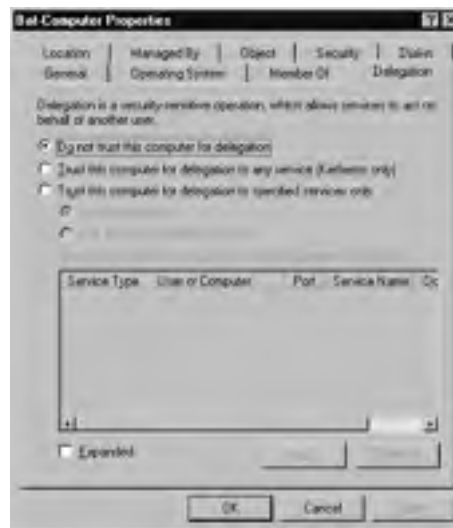 Bal-Computer Properties
Location Managed By Object Security Dial-in
General Operating System Member Of Delegation
Delegation is a security-sensitive operation, which allows services to act on
behalf of another user.
Do not trust this computer for delegation
Trust this computer for delegation to any service (Kerberos only)
Trust this computer for delegation to specified services only
Service Type User or Computer Port Service Name
Expanded
OK Cancel